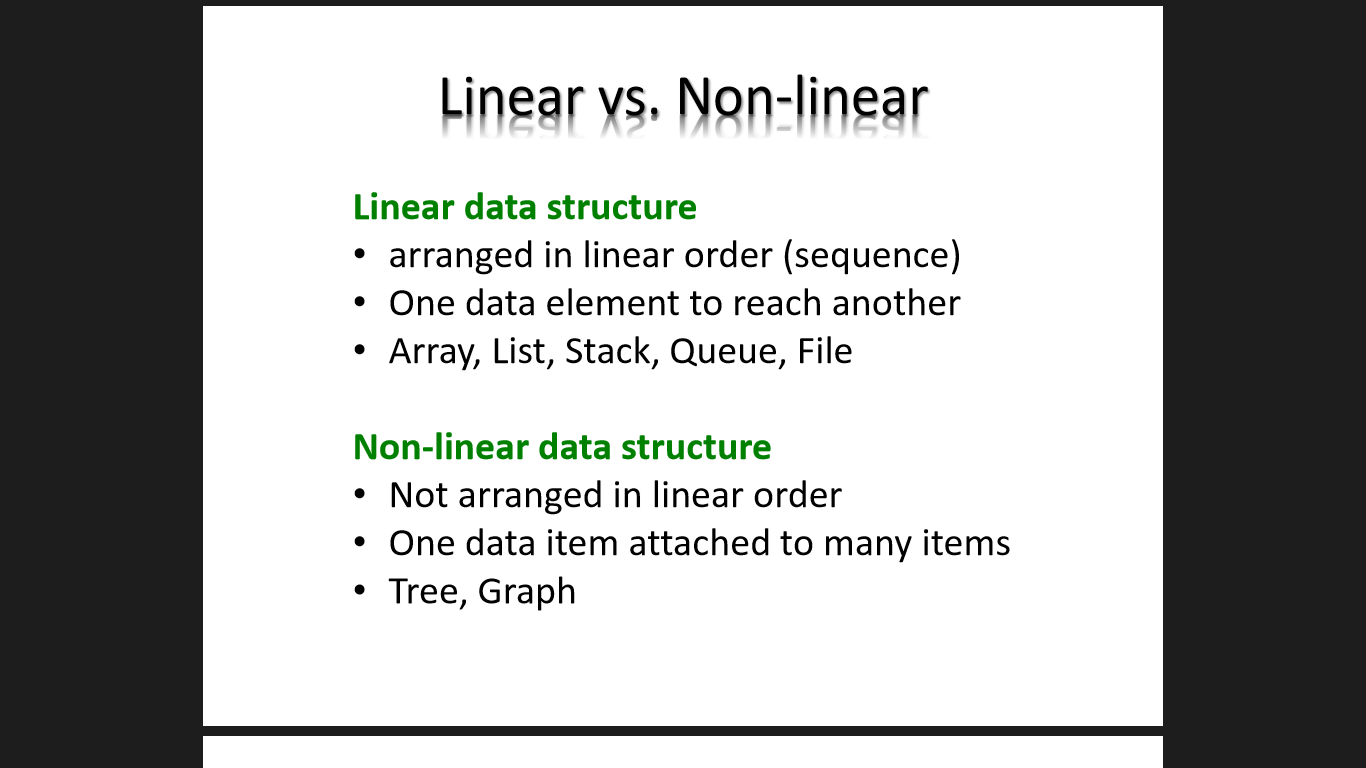 Linear vs. Non-linear
Linear data structure
• arranged in linear order (sequence)
• One data element to reach another
• Array, List, Stack, Queue, File
Non-linear data structure
• Not arranged in linear order
• One data item attached to many items
• Tree, Graph